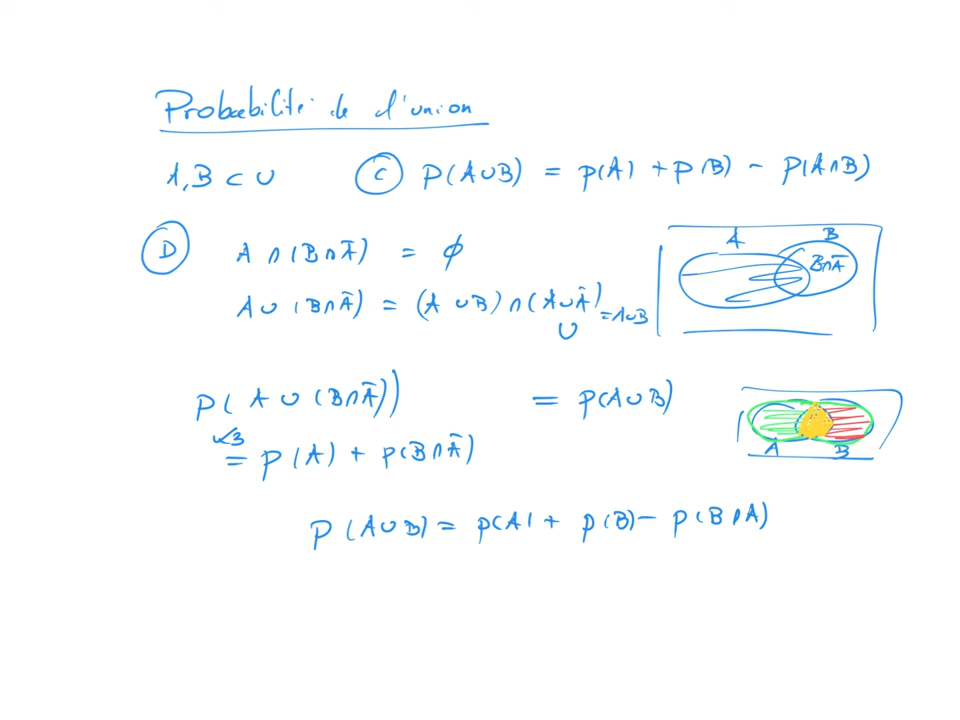 Probabilité de l'union
A, B ⊂ U    Ⓒ P(A∪B) = p(A) + p(B) − p(A∩B)
Ⓓ A ∩ (B∩Ā) = ϕ
A B B∩Ā
A ∪ (B∩Ā) = (A ∪ B) ∩ (A∪Ā) = A∪B
U
P( A ∪ (B∩Ā)) = p(A∪B)
= p(A) + p(B∩Ā)
A B
P(A∪B) = p(A) + p(B) − p(B∩A)